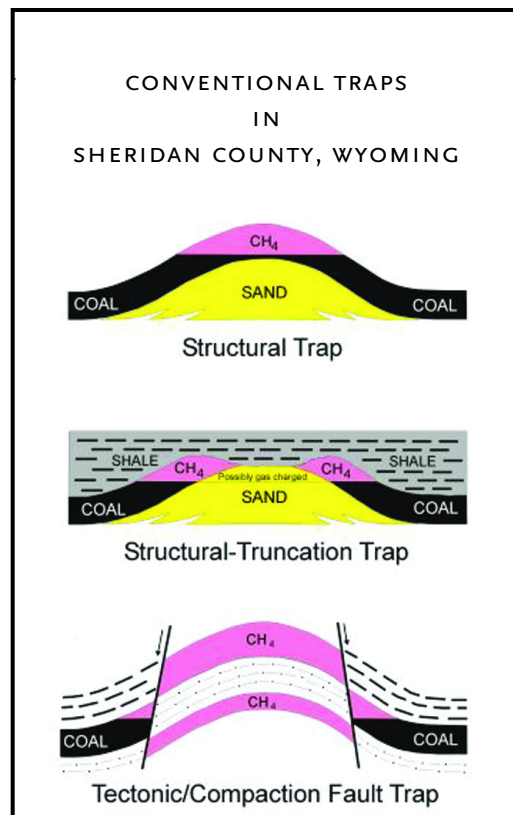 CONVENTIONAL TRAPS
IN
SHERIDAN COUNTY, WYOMING
CH4
SAND
COAL
COAL
Structural Trap
SHALE
SHALE
CH4
CH4
Possibly gas charged
SAND
COAL
COAL
Structural-Truncation Trap
CH4
CH4
COAL
COAL
Tectonic/Compaction Fault Trap